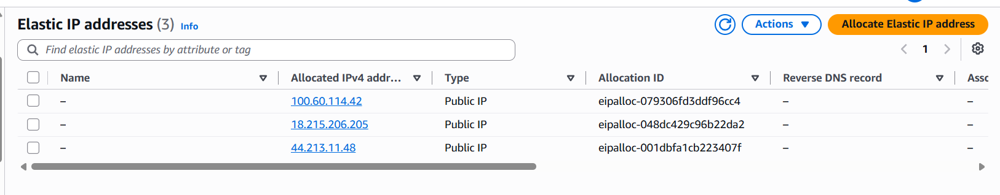 Elastic IP addresses (3) Info Actions Allocate Elastic IP address
Find elastic IP addresses by attribute or tag 1
Name Allocated IPv4 addr... Type Allocation ID Reverse DNS record Asso
– 100.60.114.42 Public IP eipalloc-079306fd3ddf96cc4 – –
– 18.215.206.205 Public IP eipalloc-048dc429c96b22da2 – –
– 44.213.11.48 Public IP eipalloc-001dbfa1cb223407f – –